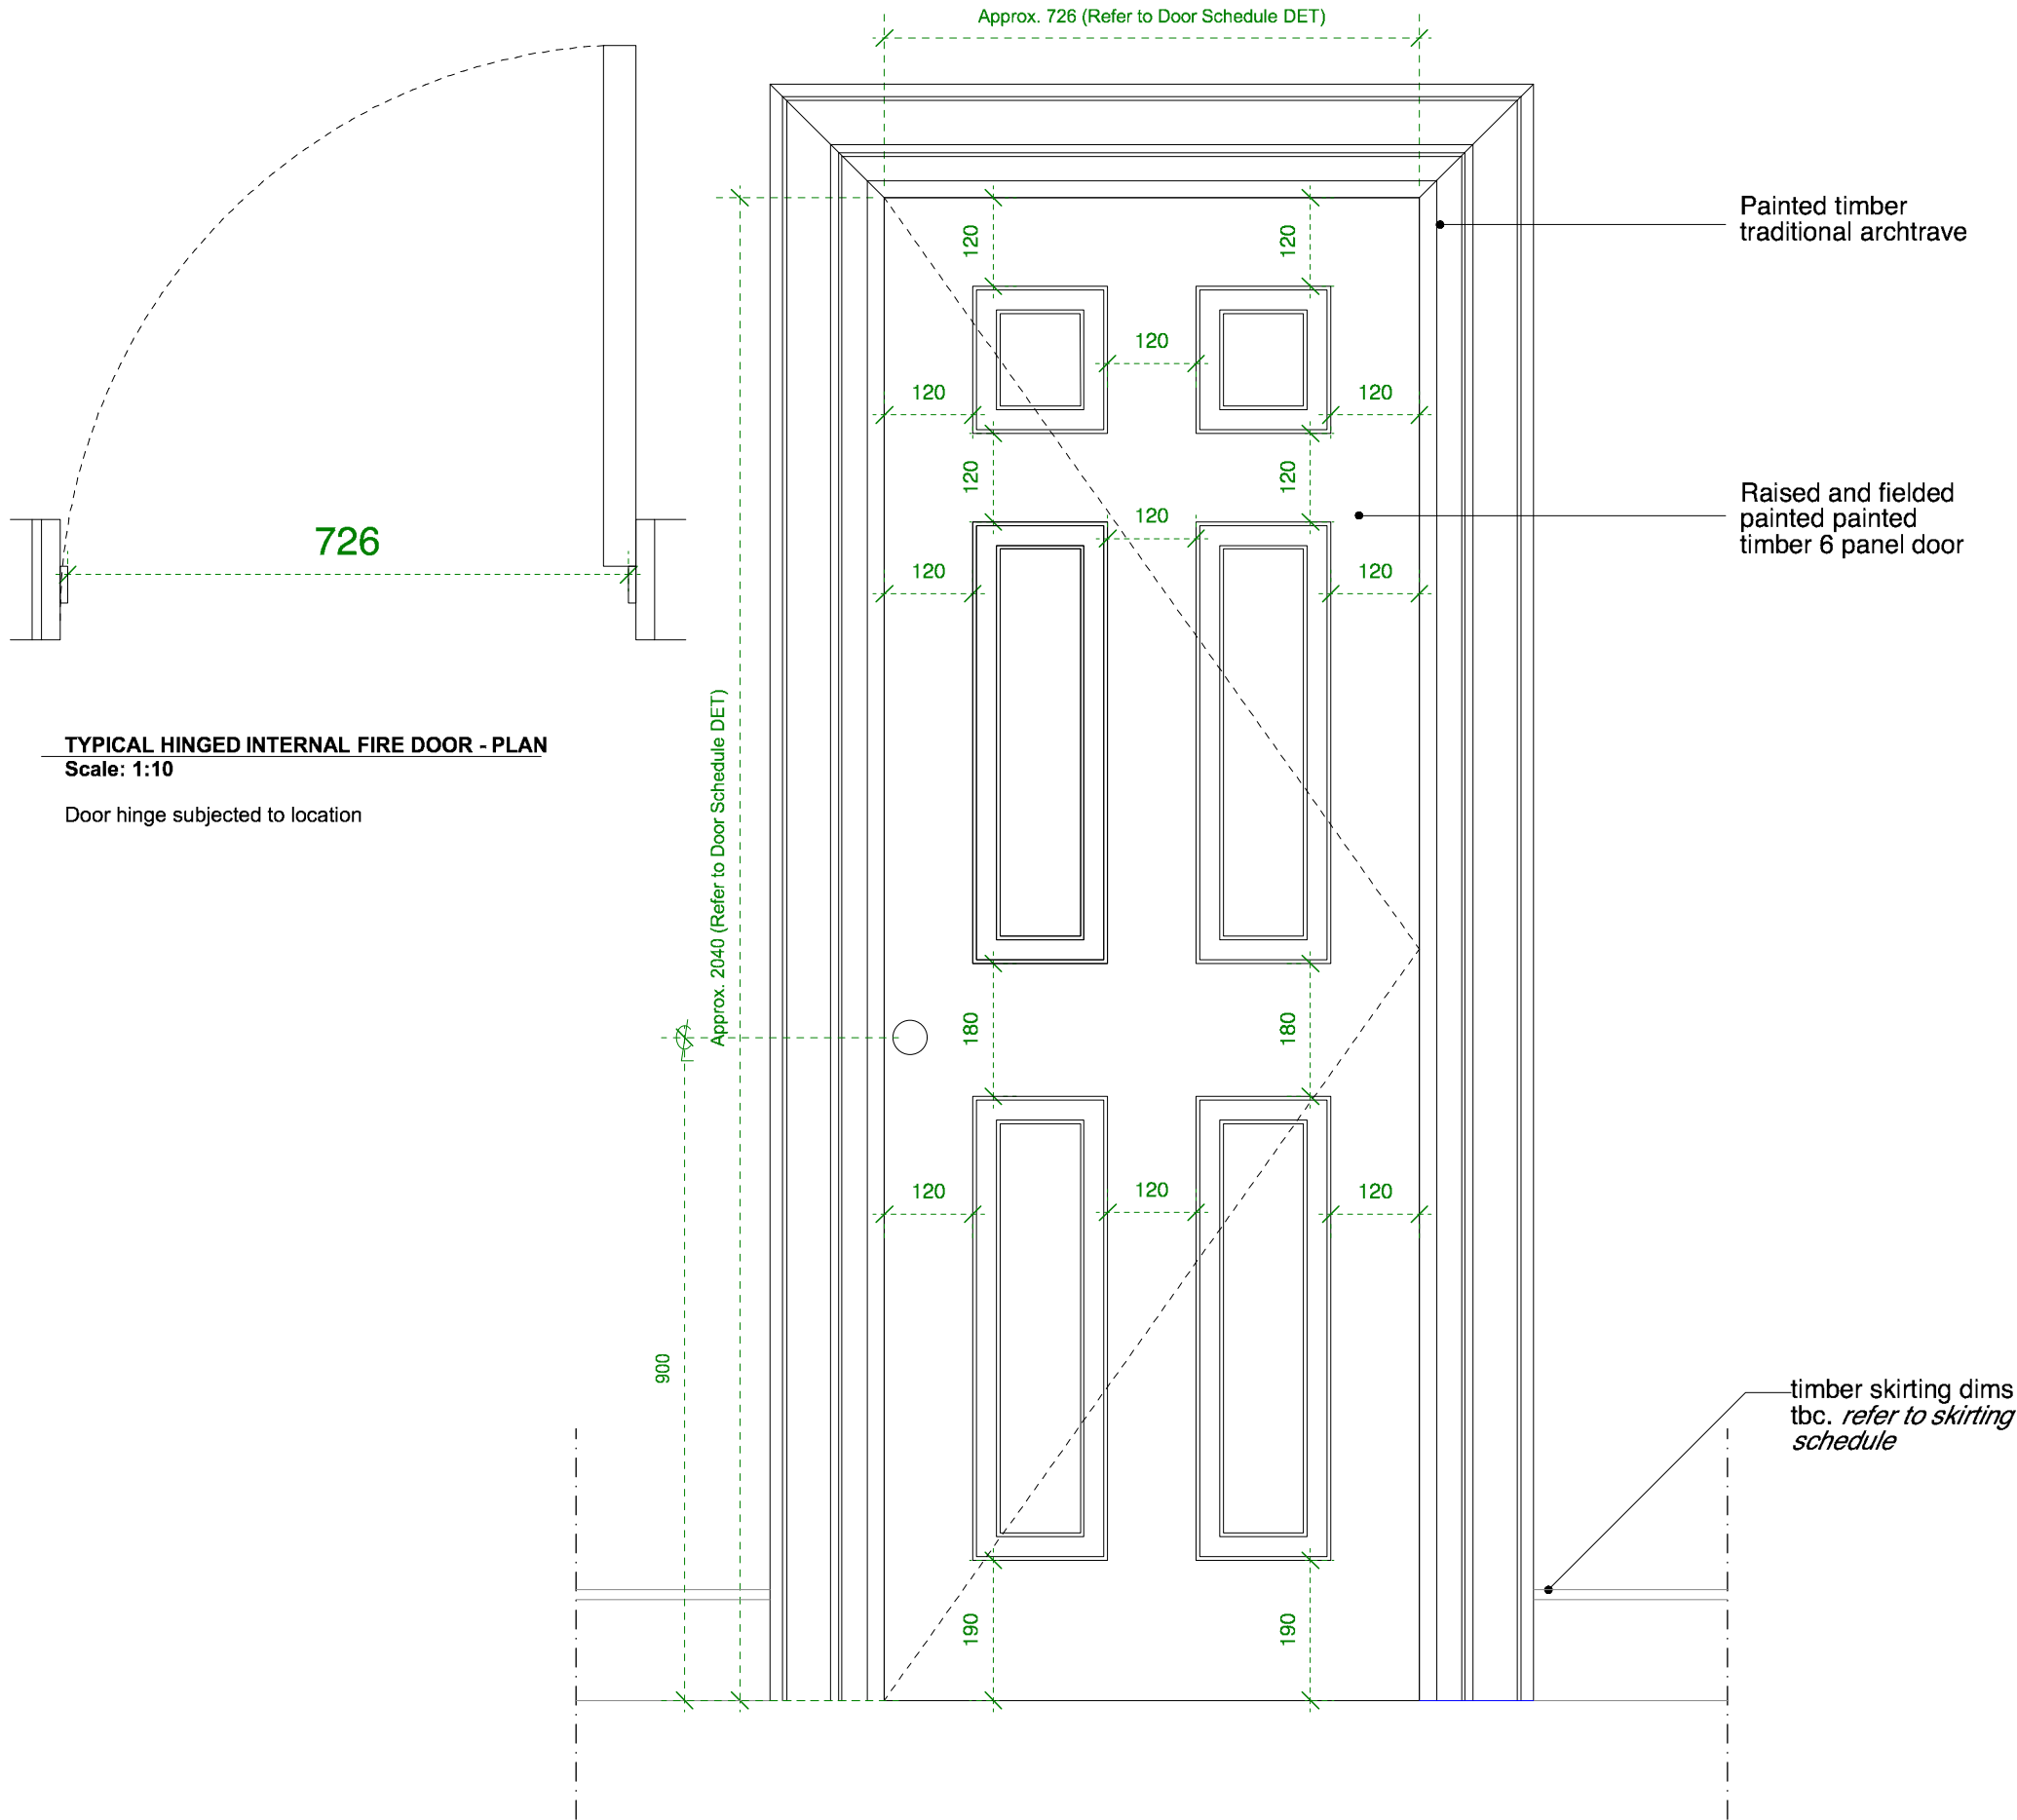 Approx. 726 (Refer to Door Schedule DET)
Painted timber
traditional archtrave
120
120
120
120
120
120
120
Raised and fielded
painted painted
timber 6 panel door
120
726
120
120
Approx. 2040 (Refer to Door Schedule DET)
TYPICAL HINGED INTERNAL FIRE DOOR - PLAN
Scale: 1:10
Door hinge subjected to location
180
180
120
120
120
900
timber skirting dims
tbc. refer to skirting
schedule
190
190